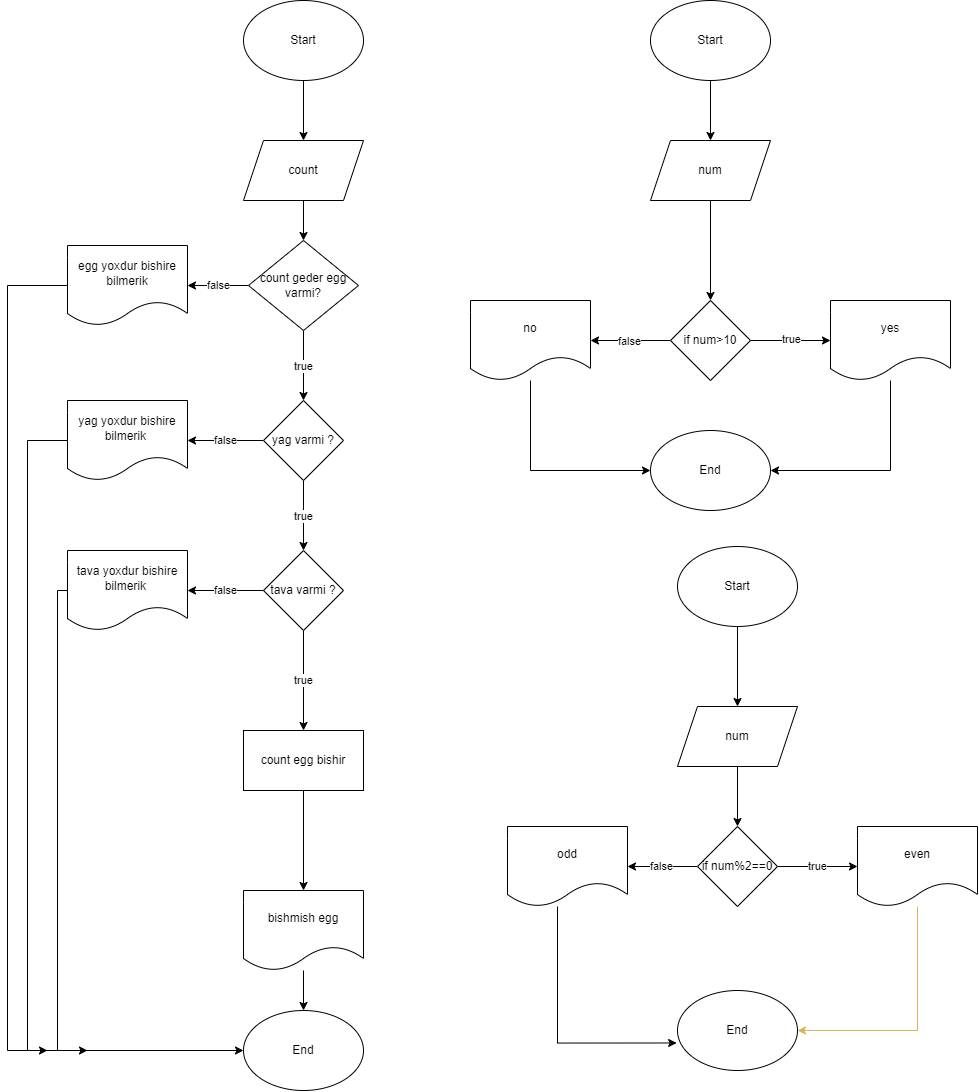 Start
count
count geder egg
varmi?
false
egg yoxdur bishire
bilmerik
true
yag varmi ?
false
yag yoxdur bishire
bilmerik
true
tava varmi ?
false
tava yoxdur bishire
bilmerik
true
count egg bishir
bishmish egg
End
Start
num
if num>10
false
no
true
yes
End
Start
num
if num%2==0
false
odd
true
even
End